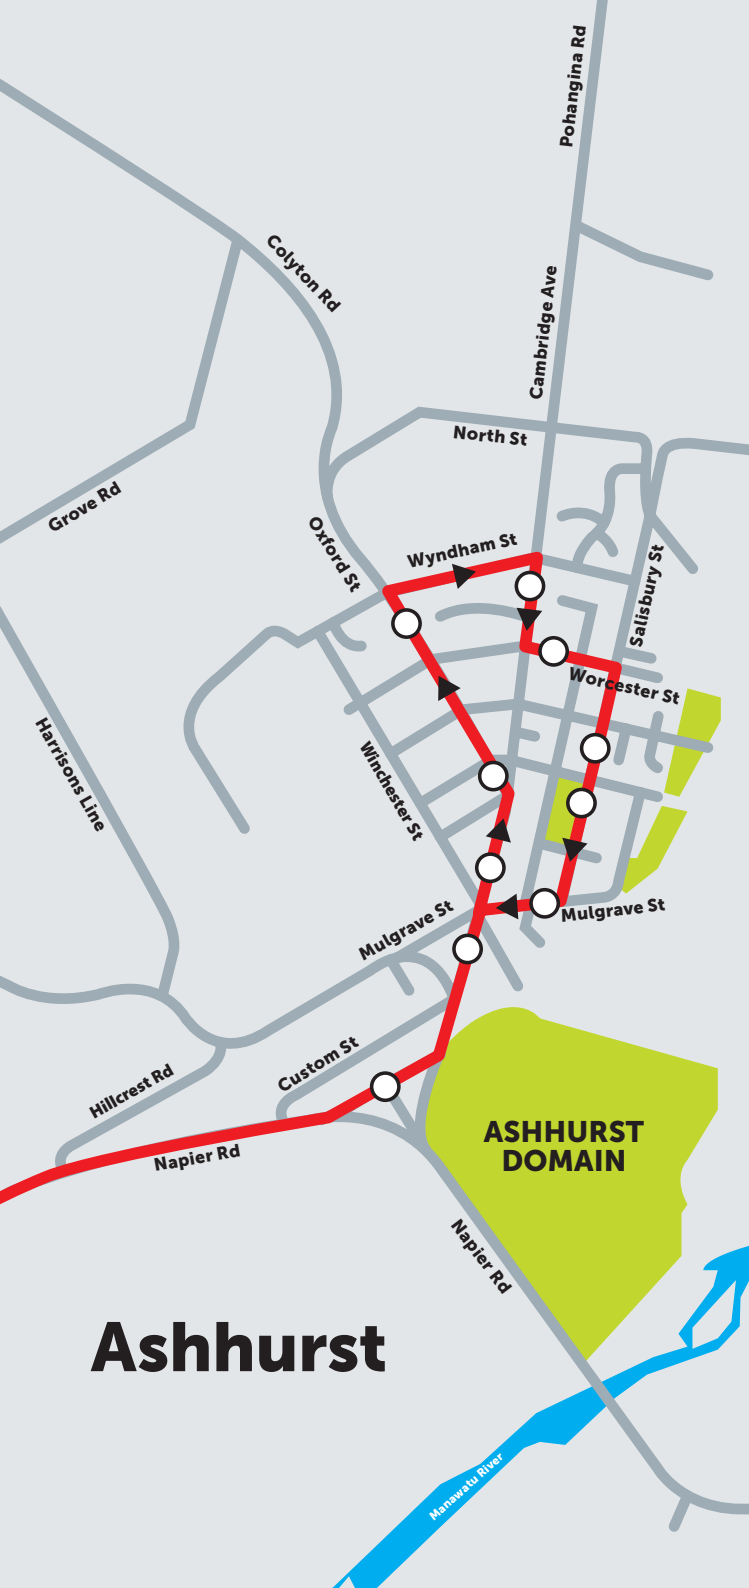 Pohangina Rd
Colyton Rd
Cambridge Ave
North St
Grove Rd
Oxford St
Wyndham St
Salisbury St
Worcester St
Harrisons Line
Winchester St
Mulgrave St
Mulgrave St
Custom St
Hillcrest Rd
ASHHURST
DOMAIN
Napier Rd
Napier Rd
Ashhurst
Manawatu River